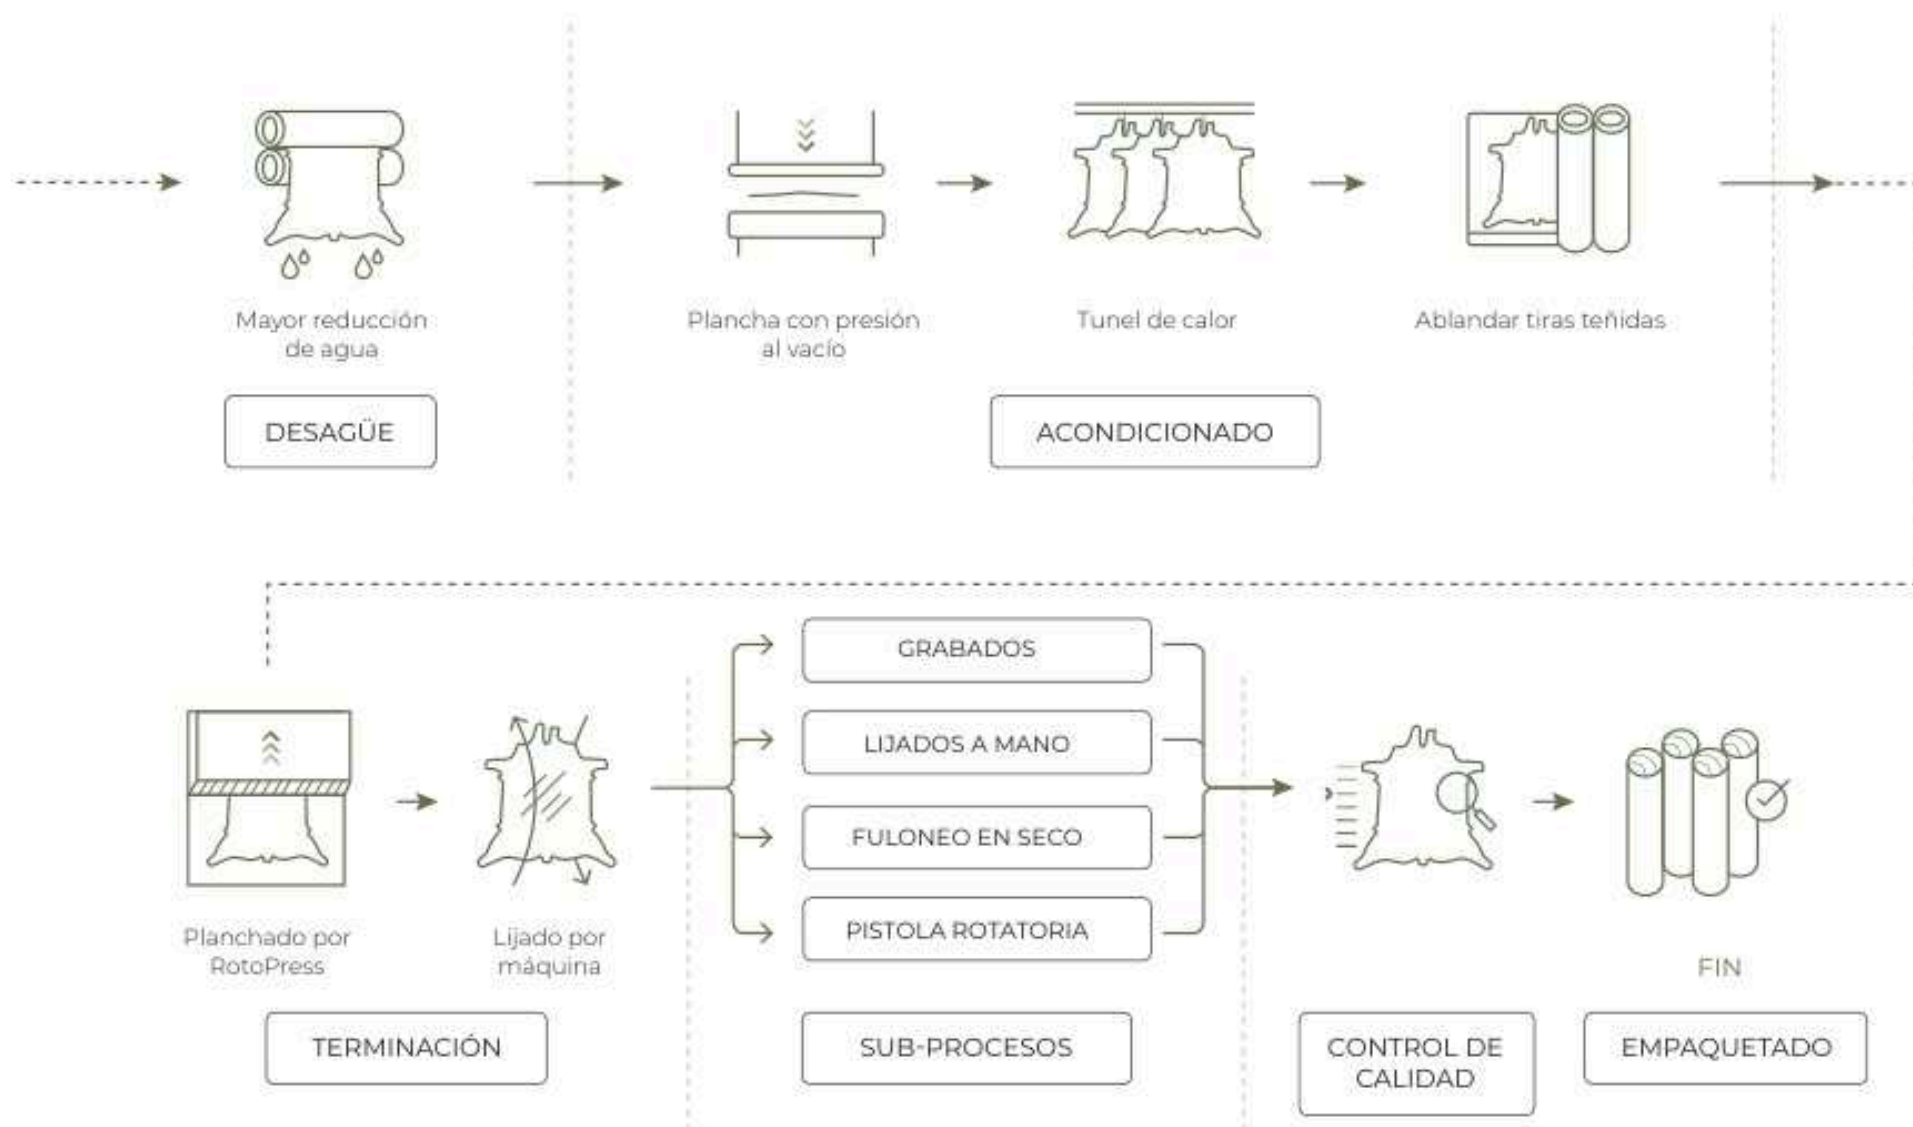 Mayor reducción
de agua
Plancha con presión
al vacío
Tunel de calor
Ablandar tiras teñidas
DESAGÜE
ACONDICIONADO
GRABADOS
LIJADOS A MANO
FULONEO EN SECO
PISTOLA ROTATORIA
Planchado por
RotoPress
Lijado por
máquina
FIN
TERMINACIÓN
SUB-PROCESOS
CONTROL DE
CALIDAD
EMPAQUETADO